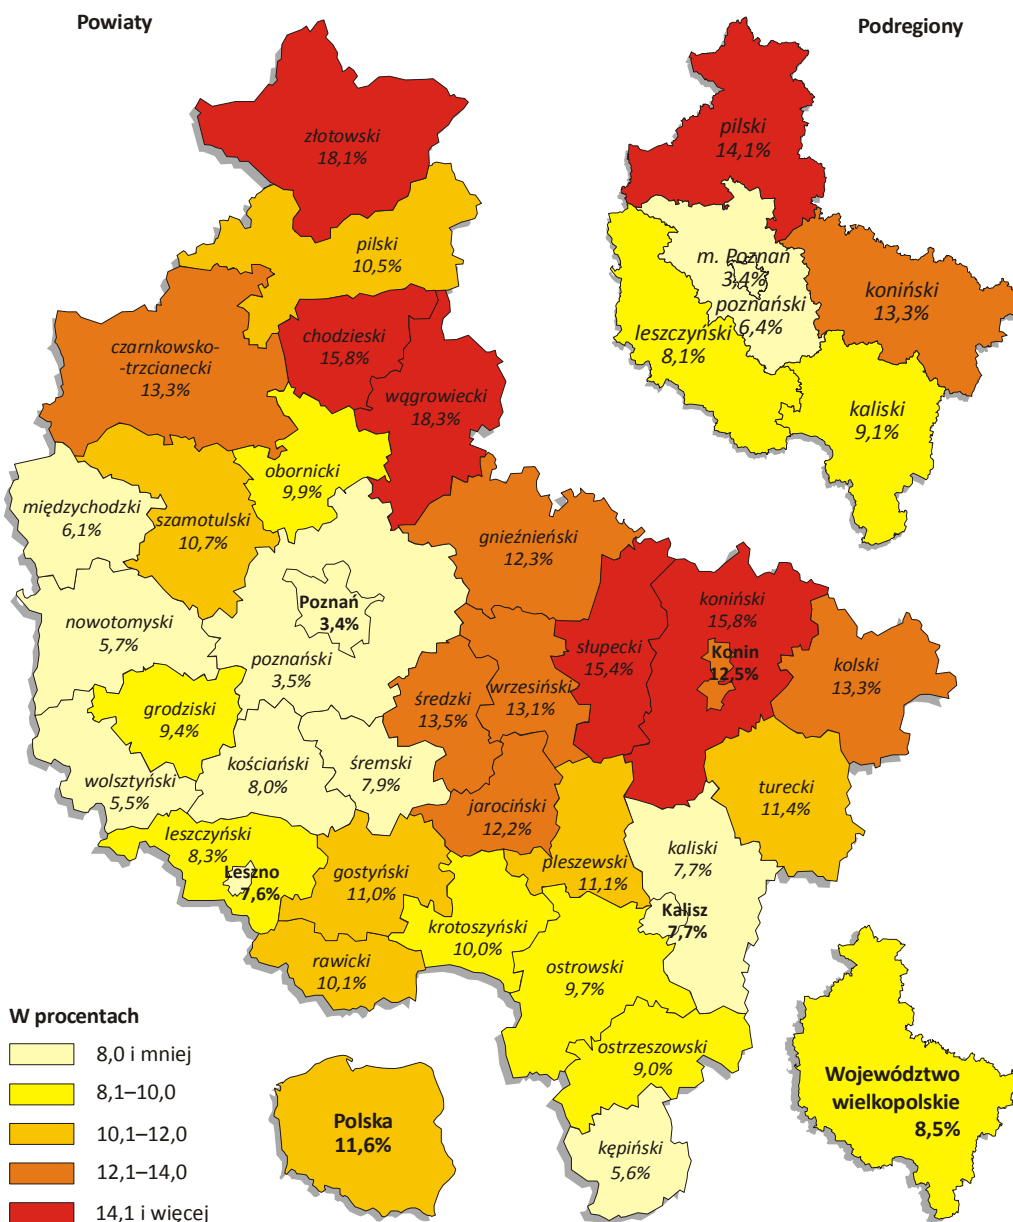 Powiaty
złotowski
18,1%
pilski
10,5%
chodzieski
15,8%
czarnkowsko-
-trzcianecki
13,3%
wągrowiecki
18,3%
obornicki
9,9%
międzychodzki
6,1%
szamotulski
10,7%
gnieźnieński
12,3%
Poznań
3,4%
nowotomyski
5,7%
poznański
3,5%
słupecki
15,4%
koniński
15,8%
Konin
12,5%
kolski
13,3%
średzki
13,5%
wrzesiński
13,1%
grodziski
9,4%
kościański
8,0%
śremski
7,9%
wolsztyński
5,5%
jarociński
12,2%
turecki
11,4%
leszczyński
8,3%
Leszno
7,6%
gostyński
11,0%
pleszewski
11,1%
kaliski
7,7%
Kalisz
7,7%
krotoszyński
10,0%
rawicki
10,1%
ostrowski
9,7%
ostrzeszowski
9,0%
kępiński
5,6%
Podregiony
pilski
14,1%
m. Poznań
3,4%
poznański
6,4%
koniński
13,3%
leszczyński
8,1%
kaliski
9,1%
W procentach
8,0 i mniej
8,1–10,0
10,1–12,0
12,1–14,0
14,1 i więcej
Polska
11,6%
Województwo
wielkopolskie
8,5%